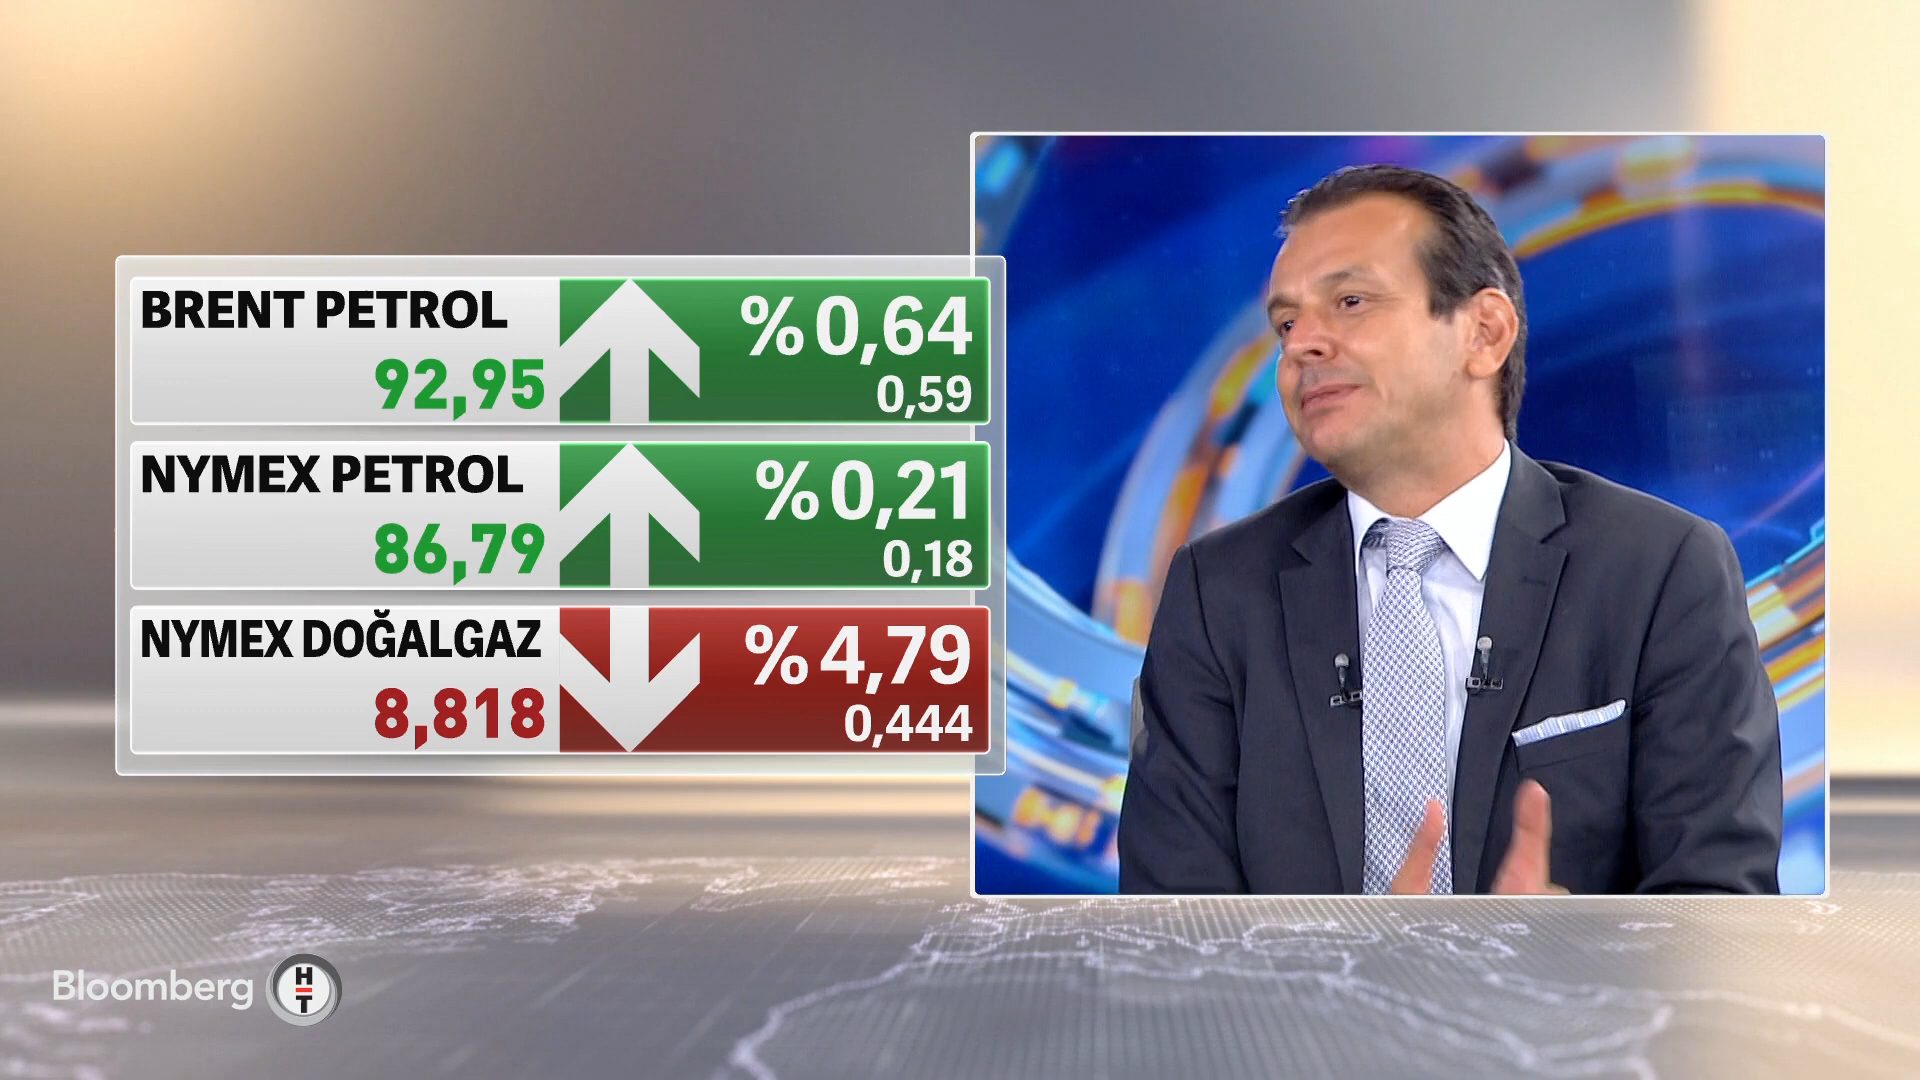 BRENT PETROL
92,95
%0,64
0,59
NYMEX PETROL
86,79
%0,21
0,18
NYMEX DOĞALGAZ
8,818
%4,79
0,444
Bloomberg HT